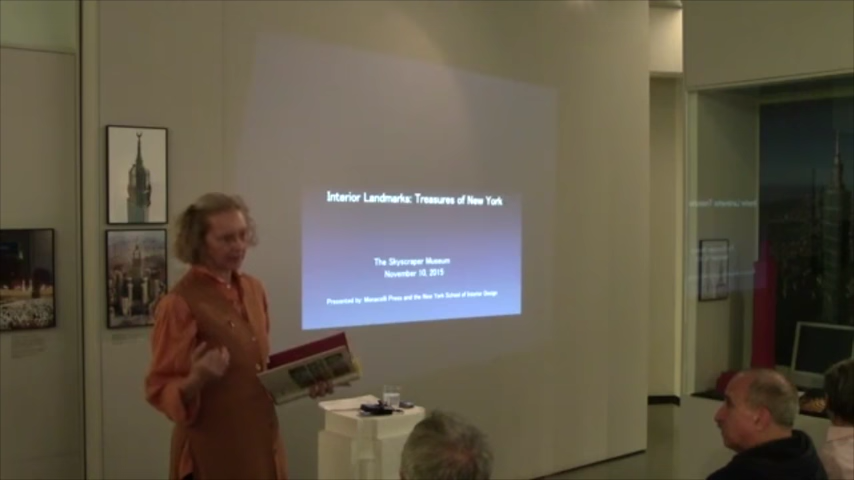 Interior Landmarks: Treasures of New York
The Skyscraper Museum
November 10, 2015
Presented by: Monacelli Press and the New York School of Interior Design